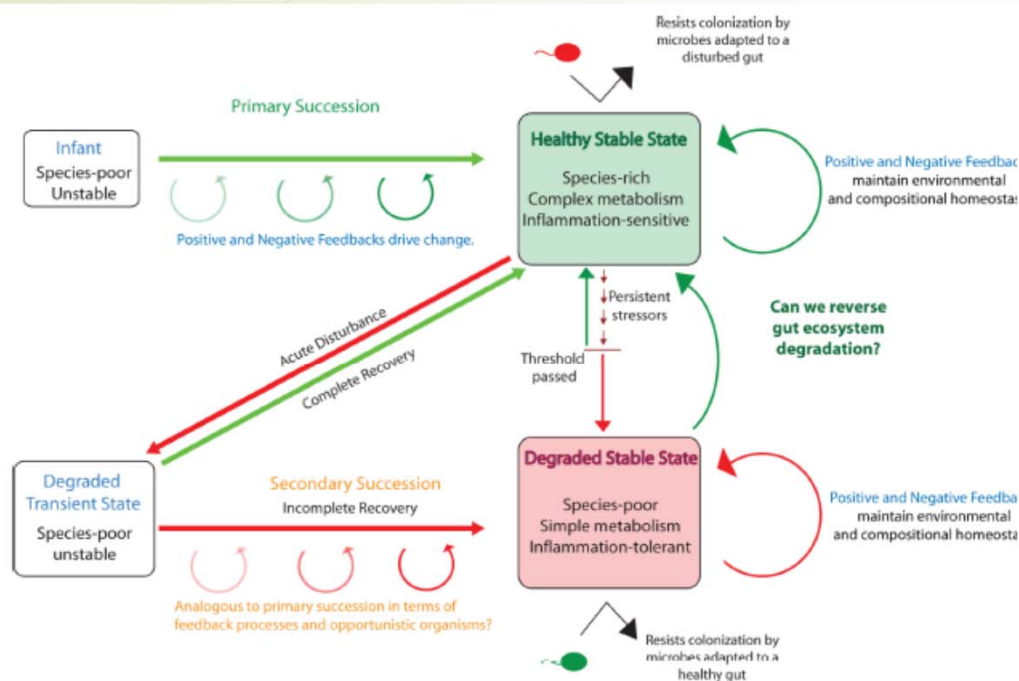 Resists colonization by
microbes adapted to a
disturbed gut
Primary Succession
Infant
Species-poor
Unstable
Healthy Stable State
Species-rich
Complex metabolism
Inflammation-sensitive
Positive and Negative Feedbac
maintain environmental
and compositional homeostas
Positive and Negative Feedbacks drive change.
Persistent
stressors
Can we reverse
gut ecosystem
degradation?
Acute Disturbance
Complete Recovery
Threshold
passed
Degraded
Transient State
Species-poor
unstable
Secondary Succession
Incomplete Recovery
Degraded Stable State
Species-poor
Simple metabolism
Inflammation-tolerant
Positive and Negative Feedba
maintain environmental
and compositional homeosta
Analogous to primary succession in terms of
feedback processes and opportunistic organisms?
Resists colonization by
microbes adapted to a
healthy gut